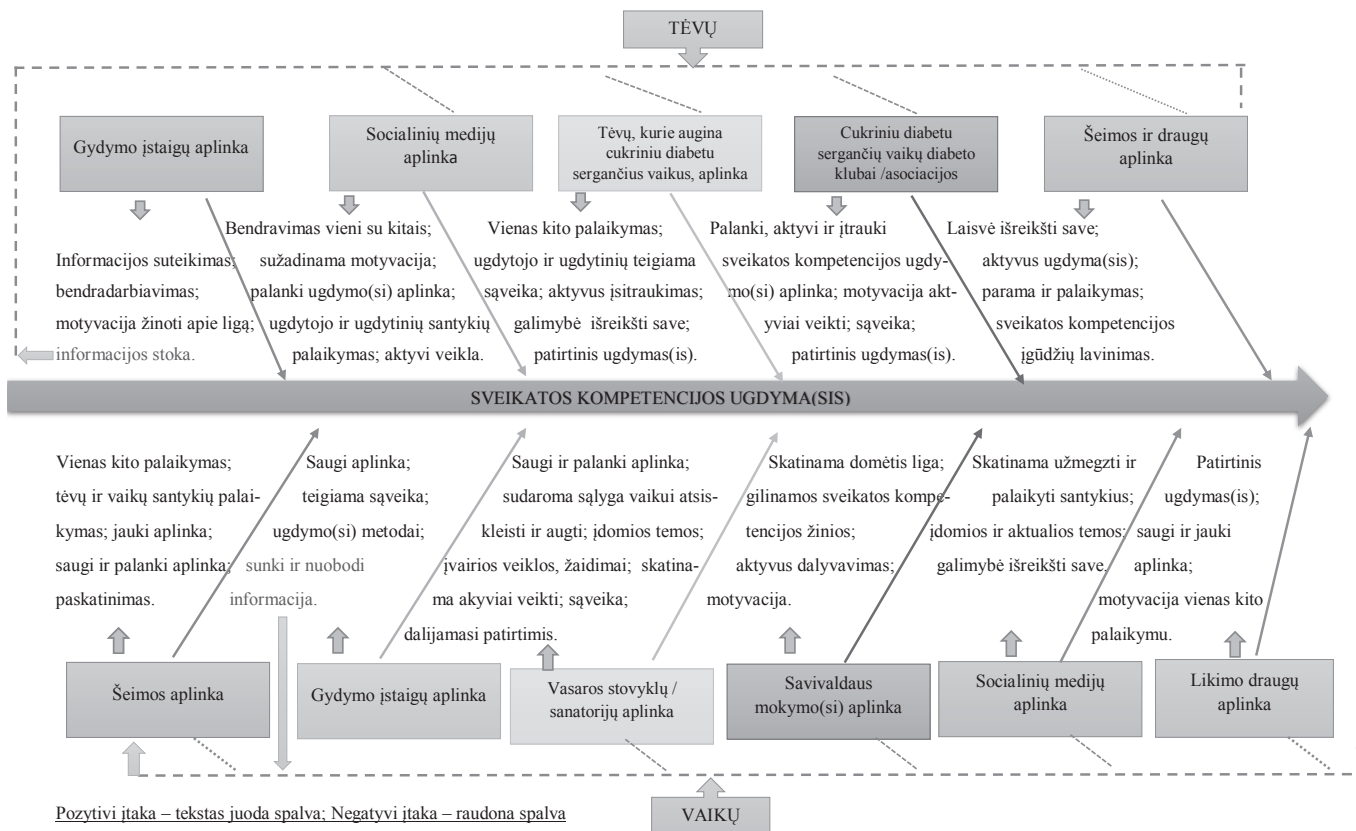 TĖVŲ
Gydymo įstaigų aplinka
Socialinių medijų
aplinka
Tėvų, kurie augina
cukriniu diabetu
sergančius vaikus, aplinka
Cukriniu diabetu
sergančių vaikų diabeto
klubai /asociacijos
Šeimos ir draugų
aplinka
Informacijos suteikimas;
bendradarbiavimas;
motyvacija žinoti apie ligą;
informacijos stoka.
Bendravimas vieni su kitais;
sužadinama motyvacija;
palanki ugdymo(si) aplinka;
ugdytojo ir ugdytinių santykių
palaikymas; aktyvi veikla.
Vienas kito palaikymas;
ugdytojo ir ugdytinių teigiama
sąveika; aktyvus įsitraukimas;
galimybė išreikšti save;
patirtinis ugdymas(is).
Palanki, aktyvi ir įtrauki
sveikatos kompetencijos ugdy-
mo(si) aplinka; motyvacija akt-
yviai veikti; sąveika;
patirtinis ugdymas(is).
Laisvė išreikšti save;
aktyvus ugdyma(sis);
parama ir palaikymas;
sveikatos kompetencijos
įgūdžių lavinimas.
SVEIKATOS KOMPETENCIJOS UGDYMA(SIS)
Vienas kito palaikymas;
tėvų ir vaikų santykių palai-
kymas; jauki aplinka;
saugi ir palanki aplinka;
paskatinimas.
Saugi aplinka;
teigiama sąveika;
ugdymo(si) metodai;
sunki ir nuobodi
informacija.
Saugi ir palanki aplinka;
sudaroma sąlyga vaikui atsis-
kleisti ir augti; įdomios temos;
įvairios veiklos, žaidimai; skatina-
ma akyviai veikti; sąveika;
dalijamasi patirtimis.
Skatinama domėtis liga;
gilinamos sveikatos kompe-
tencijos žinios;
aktyvus dalyvavimas;
motyvacija.
Skatinama užmegzti ir
palaikyti santykius;
įdomios ir aktualios temos;
galimybė išreikšti save.
Patirtinis
ugdymas(is);
saugi ir jauki
aplinka;
motyvacija vienas kito
palaikymu.
Šeimos aplinka
Gydymo įstaigų aplinka
Vasaros stovyklų /
sanatorijų aplinka
Savivaldaus
mokymo(si) aplinka
Socialinių medijų
aplinka
Likimo draugų
aplinka
Pozytivi įtaka – tekstas juoda spalva; Negatyvi įtaka – raudona spalva
VAIKŲ